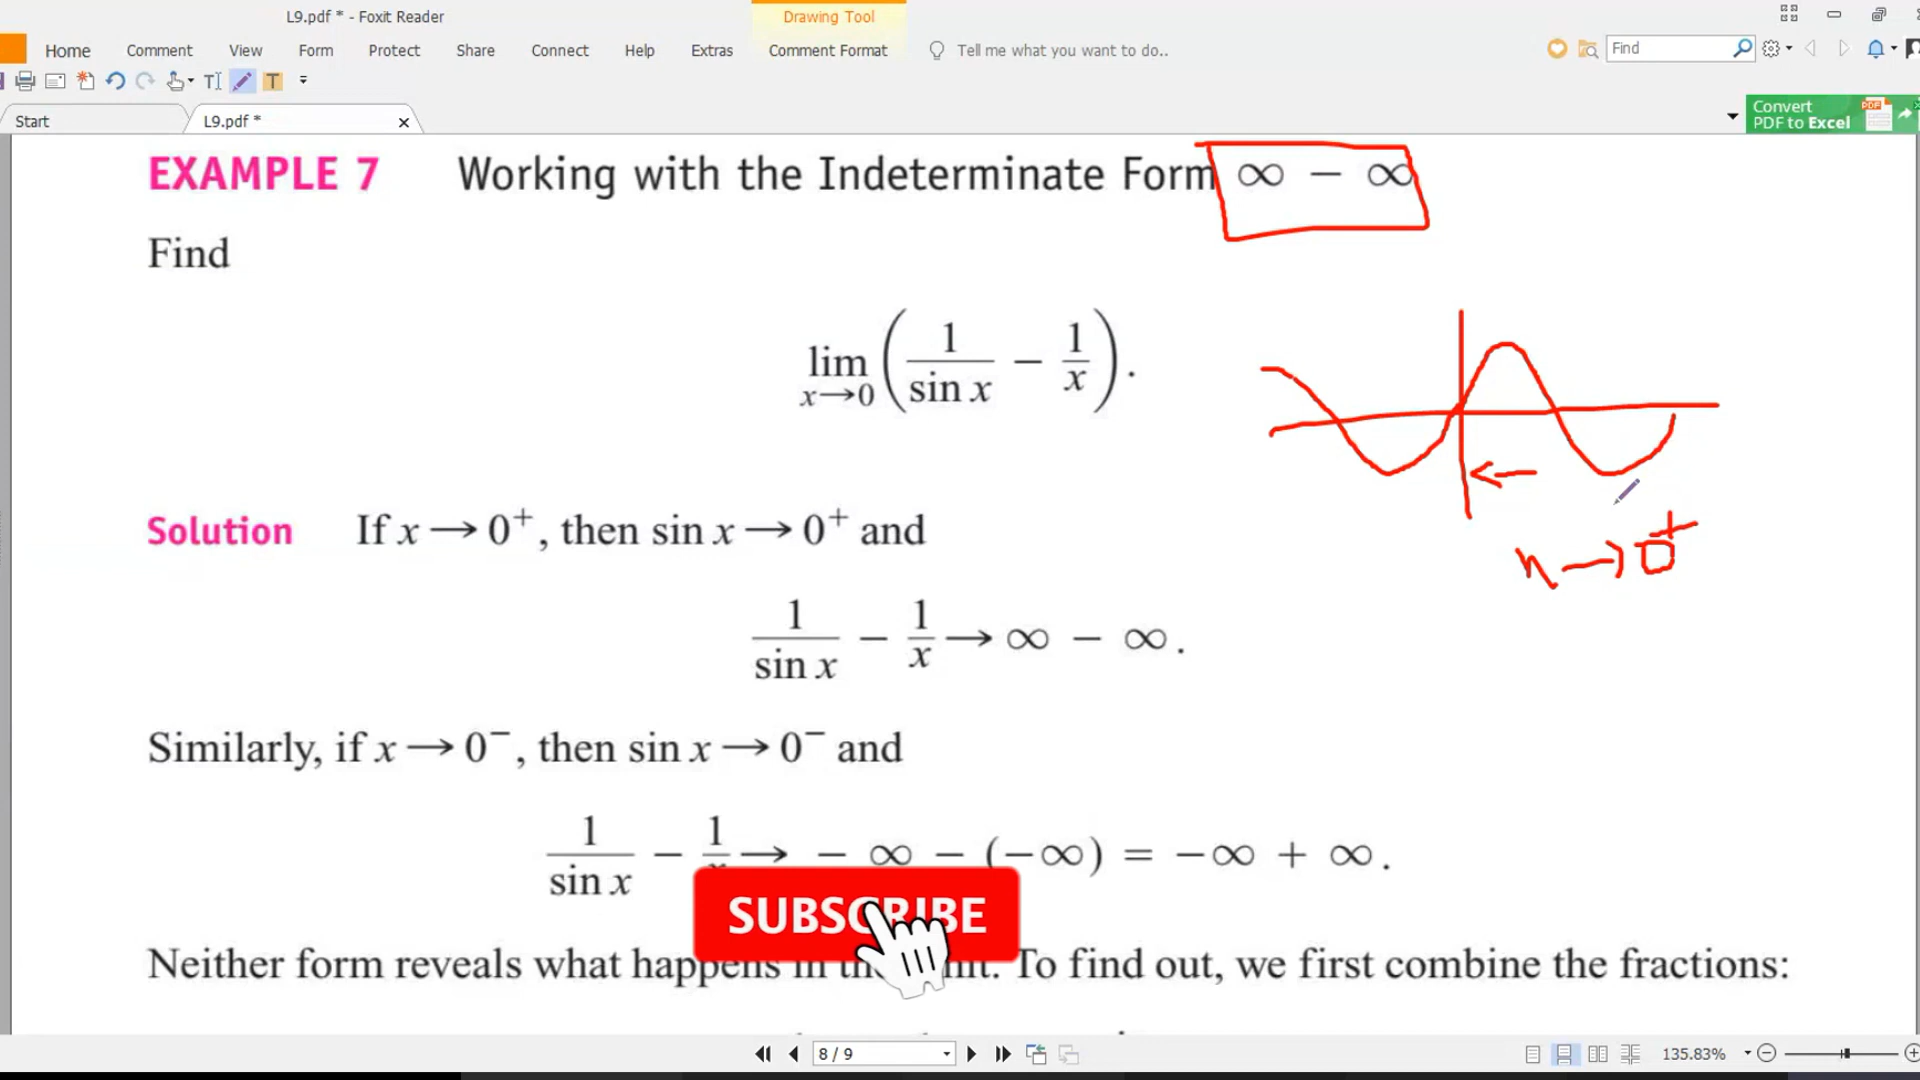 L9.pdf * - Foxit Reader
Drawing Tool
Home Comment View Form Protect Share Connect Help Extras Comment Format Tell me what you want to do.. Find
Start L9.pdf *
Convert PDF to Excel
EXAMPLE 7 Working with the Indeterminate Form ∞ − ∞
Find
lim x→0 (1/sin x − 1/x).
Solution If x → 0⁺, then sin x → 0⁺ and
x → 0⁺
1/sin x − 1/x → ∞ − ∞.
Similarly, if x → 0⁻, then sin x → 0⁻ and
1/sin x − 1/ → − ∞ − (−∞) = −∞ + ∞.
SUBSCRIBE
Neither form reveals what happens in To find out, we first combine the fractions:
8 / 9
135.83%